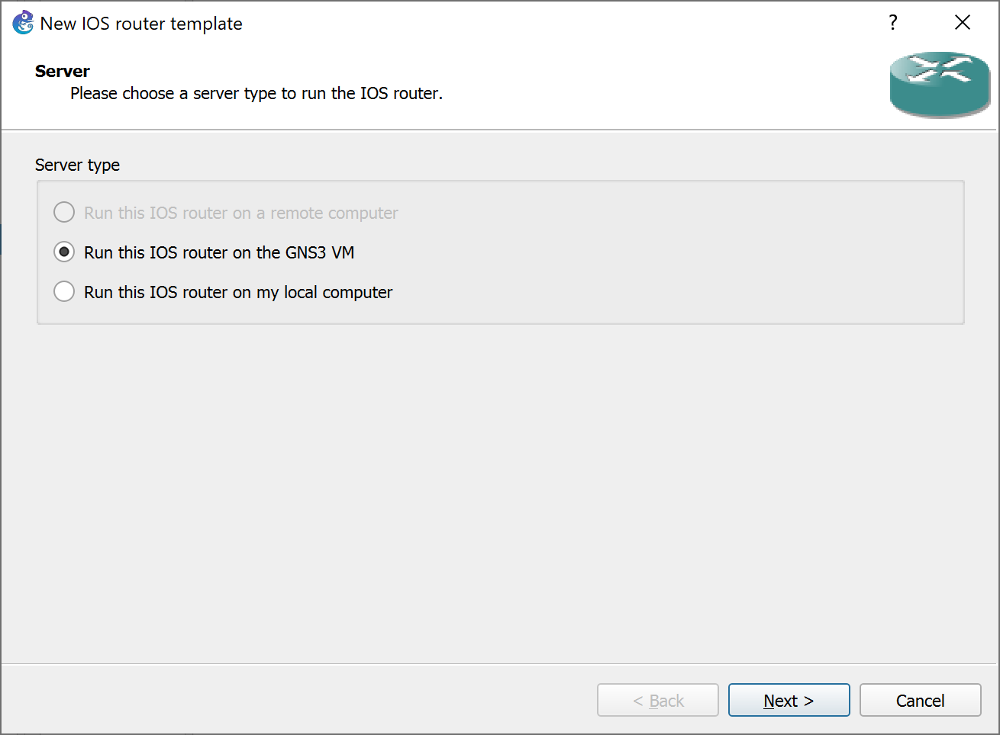 New IOS router template
?
Server
Please choose a server type to run the IOS router.
Server type
Run this IOS router on a remote computer
Run this IOS router on the GNS3 VM
Run this IOS router on my local computer
< Back
Next >
Cancel